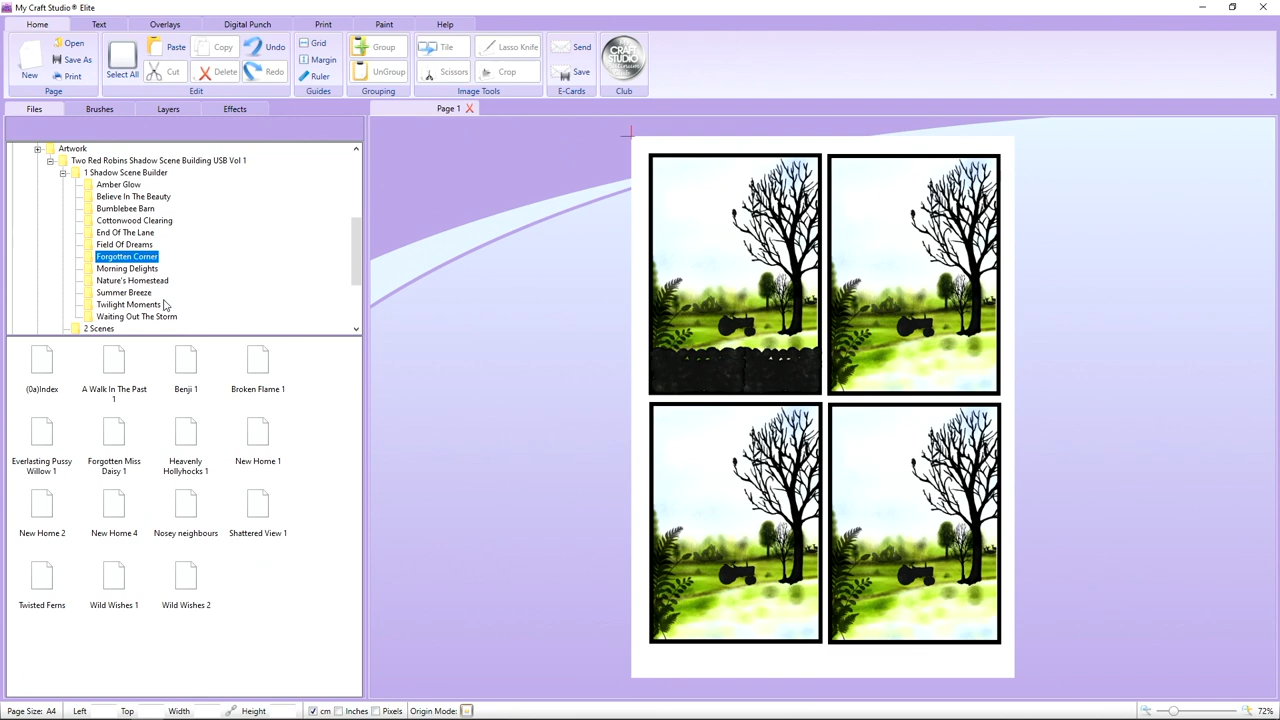 My Craft Studio® Elite
Home Text Overlays Digital Punch Print Paint Help
New Open Save As Print Select All Paste Copy Undo Cut Delete Redo Grid Margin Ruler Group UnGroup Tile Lasso Knife Scissors Crop Send Save
Page Edit Guides Grouping Image Tools E-Cards Club
CRAFT STUDIO
Files Brushes Layers Effects Page 1
Artwork
Two Red Robins Shadow Scene Building USB Vol 1
1 Shadow Scene Builder
Amber Glow
Believe In The Beauty
Bumblebee Barn
Cottonwood Clearing
End Of The Lane
Field Of Dreams
Forgotten Corner
Morning Delights
Nature's Homestead
Summer Breeze
Twilight Moments
Waiting Out The Storm
2 Scenes
(0a)Index A Walk In The Past 1 Benji 1 Broken Flame 1
Everlasting Pussy Willow 1 Forgotten Miss Daisy 1 Heavenly Hollyhocks 1 New Home 1
New Home 2 New Home 4 Nosey neighbours Shattered View 1
Twisted Ferns Wild Wishes 1 Wild Wishes 2
Page Size: A4 Left Top Width Height cm Inches Pixels Origin Mode: 72%